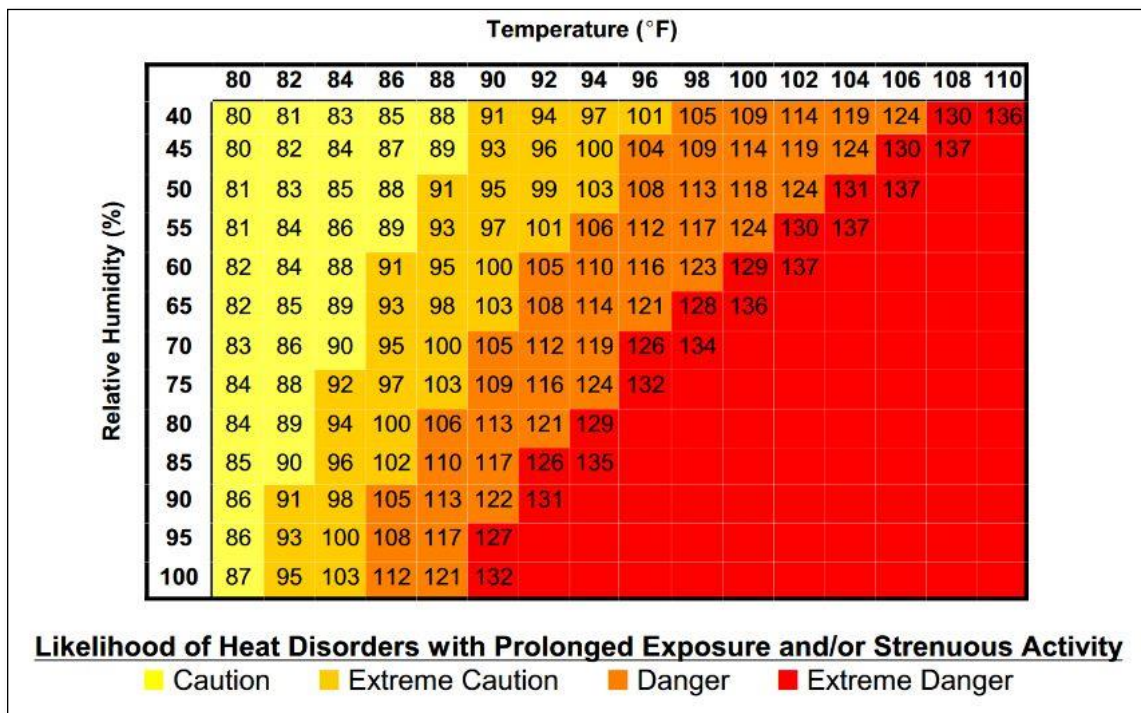 Temperature (°F)
80 82 84 86 88 90 92 94 96 98 100 102 104 106 108 110
Relative Humidity (%)
40 80 81 83 85 88 91 94 97 101 105 109 114 119 124 130 136
45 80 82 84 87 89 93 96 100 104 109 114 119 124 130 137
50 81 83 85 88 91 95 99 103 108 113 118 124 131 137
55 81 84 86 89 93 97 101 106 112 117 124 130 137
60 82 84 88 91 95 100 105 110 116 123 129 137
65 82 85 89 93 98 103 108 114 121 128 136
70 83 86 90 95 100 105 112 119 126 134
75 84 88 92 97 103 109 116 124 132
80 84 89 94 100 106 113 121 129
85 85 90 96 102 110 117 126 135
90 86 91 98 105 113 122 131
95 86 93 100 108 117 127
100 87 95 103 112 121 132
Likelihood of Heat Disorders with Prolonged Exposure and/or Strenuous Activity
Caution Extreme Caution Danger Extreme Danger